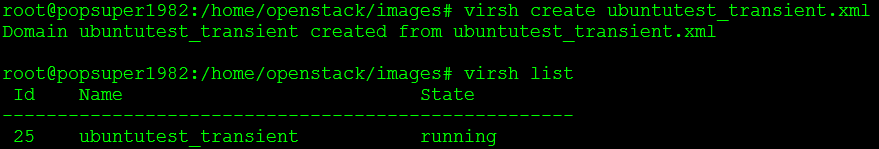 root@popsuper1982:/home/openstack/images# virsh create ubuntutest_transient.xml
Domain ubuntutest_transient created from ubuntutest_transient.xml
root@popsuper1982:/home/openstack/images# virsh list
 Id    Name                           State
----------------------------------------------------
 25    ubuntutest_transient           running